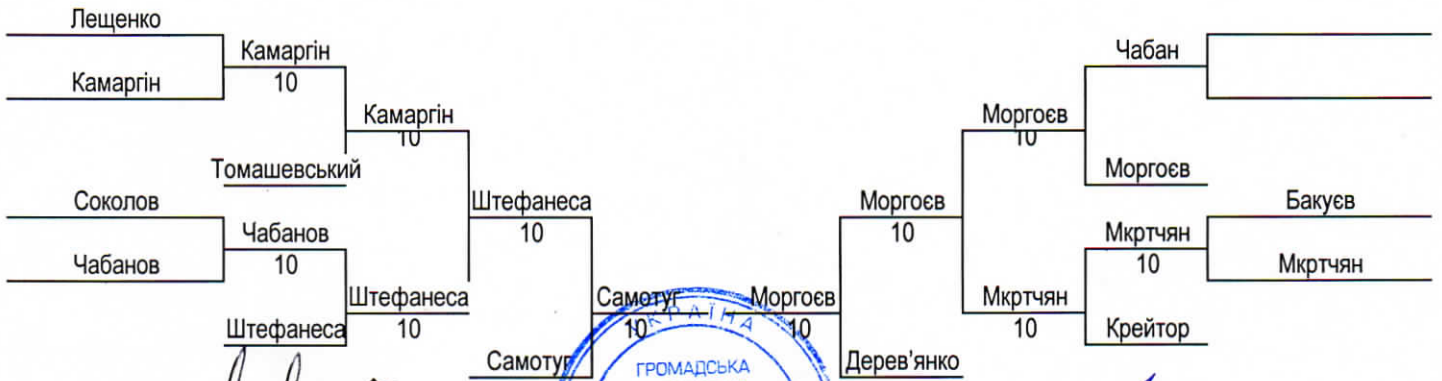 Лещенко
Камаргін
Чабан
Камаргін
10
Камаргін
10
Моргоєв
10
Томашевський
Моргоєв
Соколов
Штефанеса
10
Моргоєв
10
Бакуєв
Чабанов
10
Мкртчян
10
Чабанов
Мкртчян
Штефанеса
10
Самотуг
10
Моргоєв
10
Мкртчян
10
Штефанеса
Крейтор
УКРАЇНА
Самотуг
ГРОМАДСЬКА
Дерев'янко